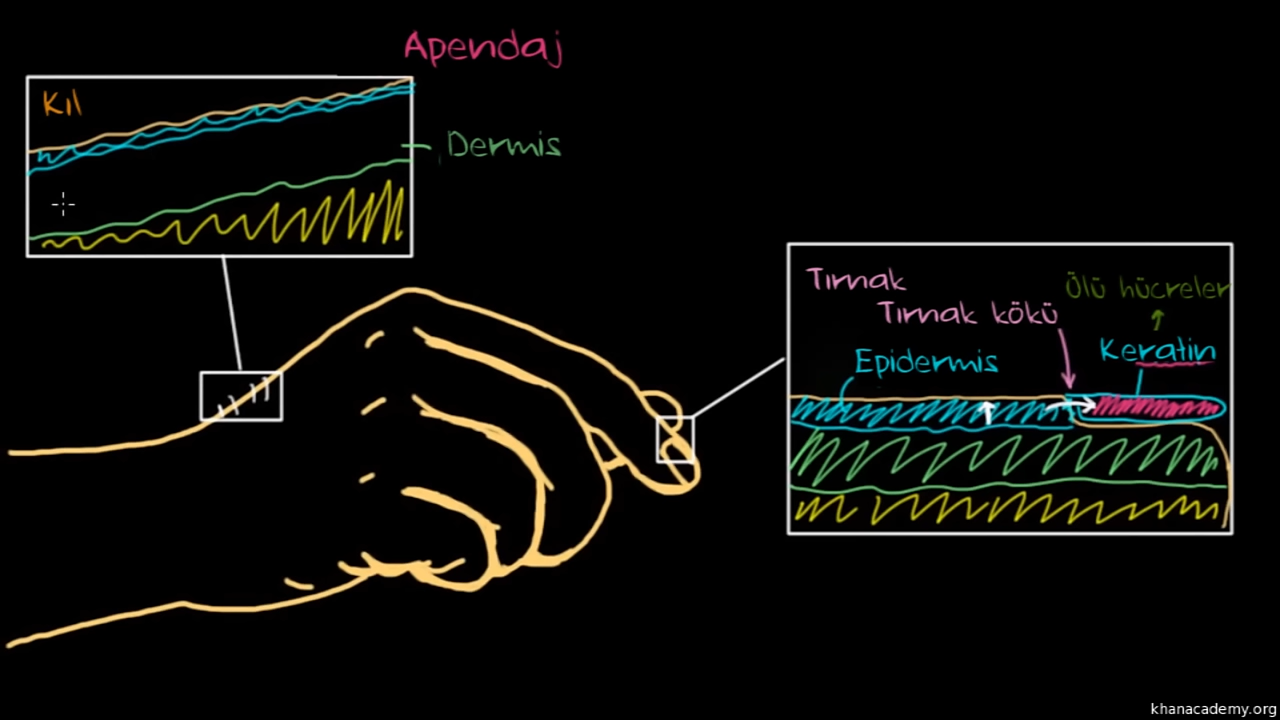 Apendaj
Kıl
Dermis
Tırnak
Ölü hücreler
Tırnak kökü
Keratin
Epidermis
khanacademy.org